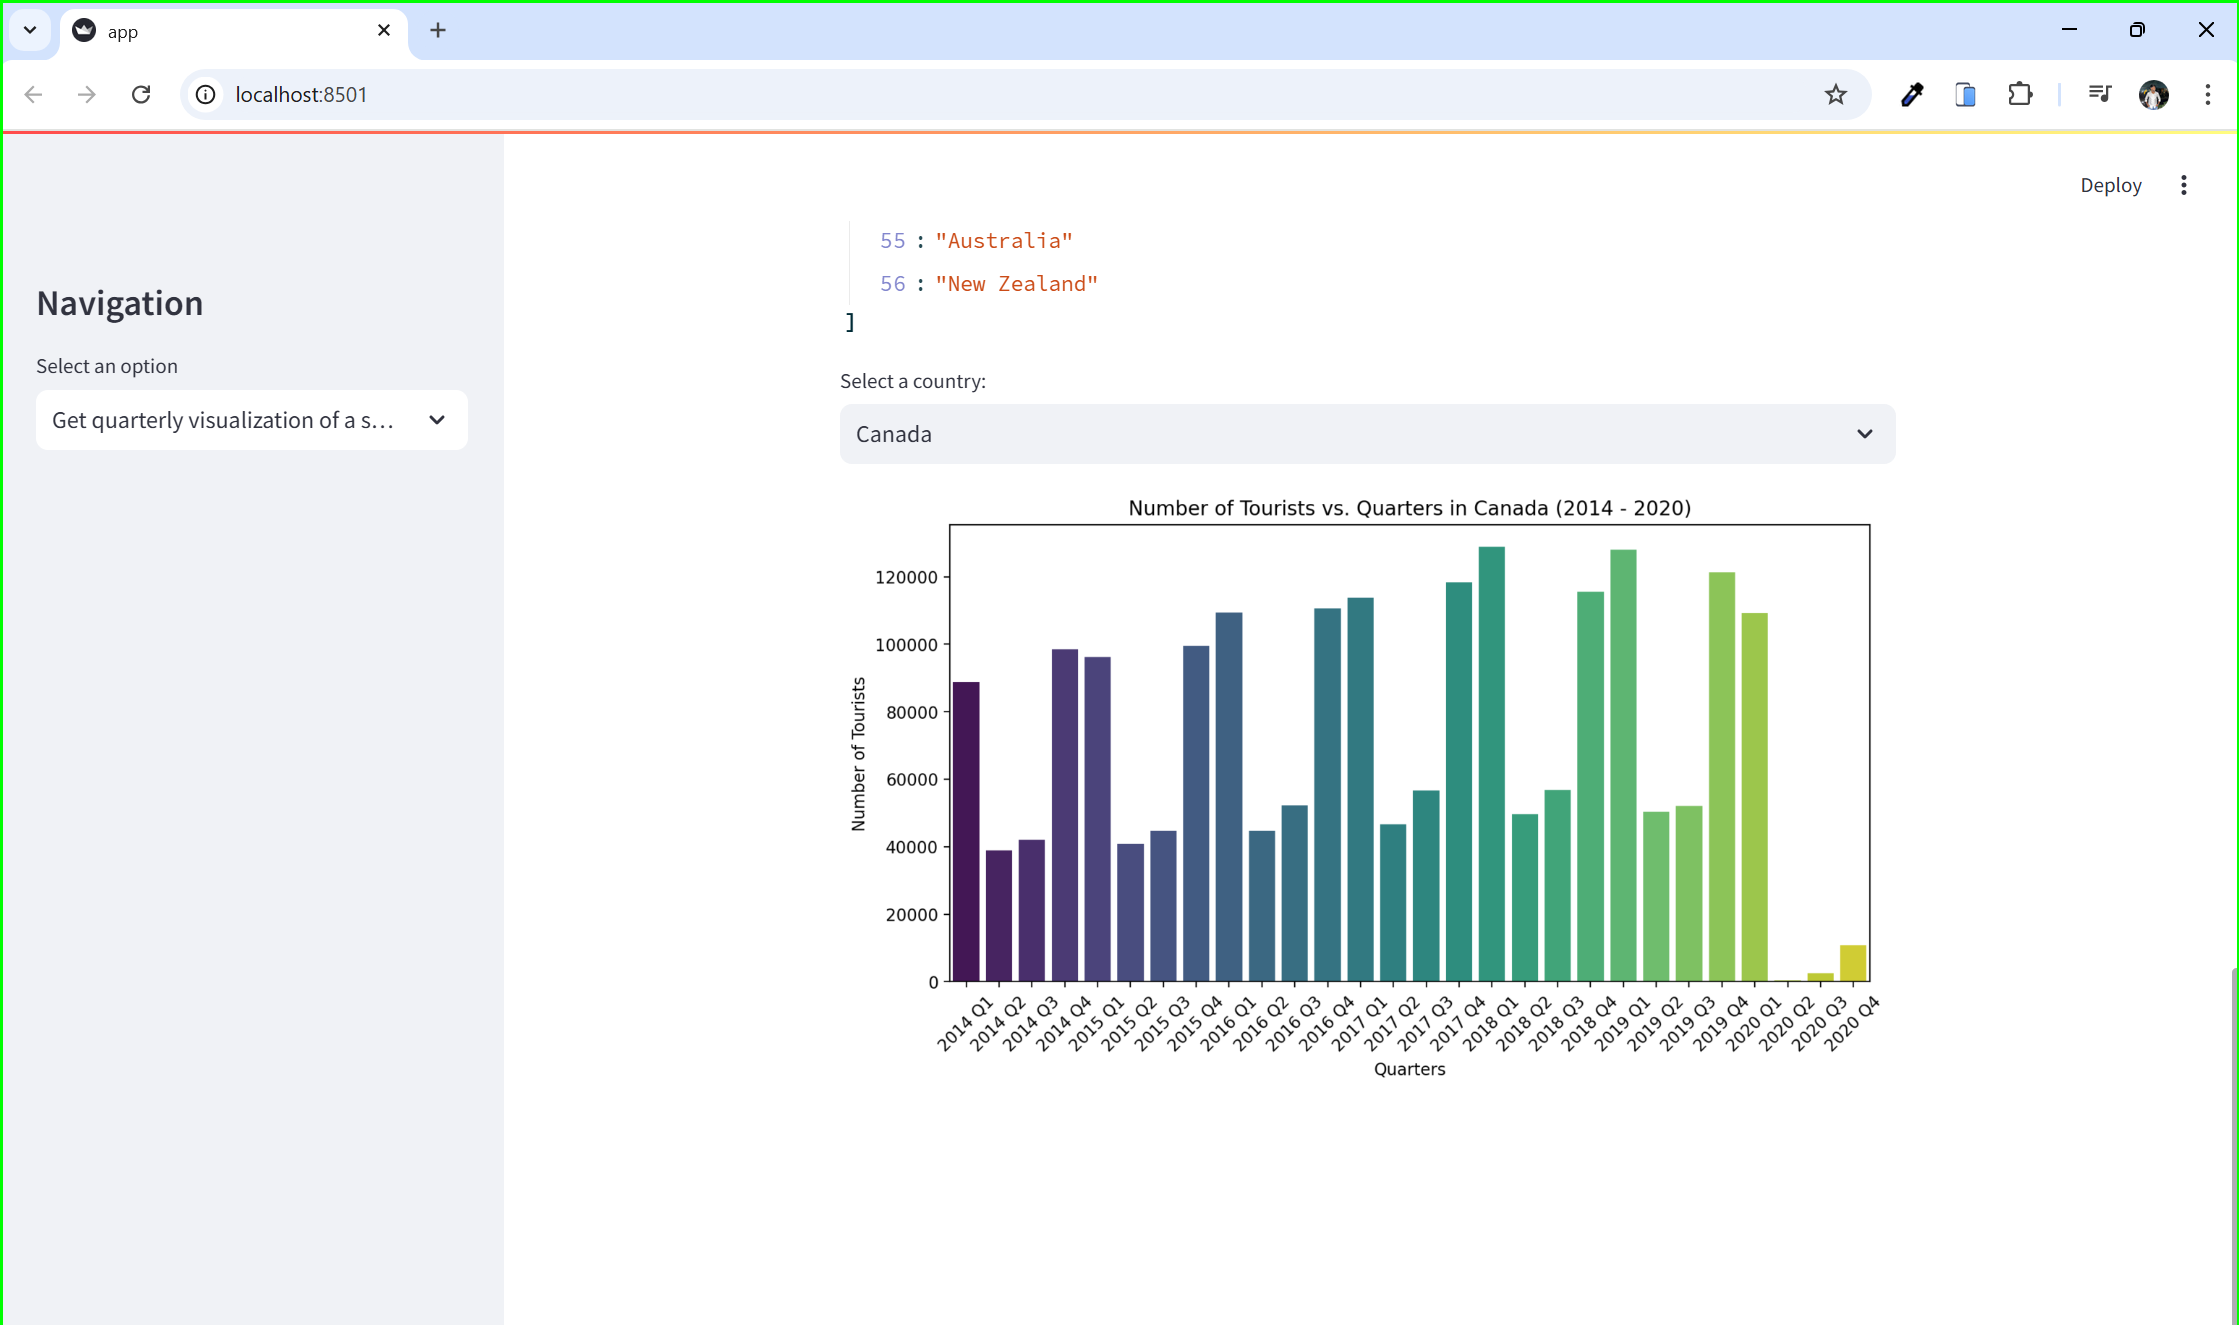 app
localhost:8501
Deploy
Navigation
Select an option
Get quarterly visualization of a s...
55 : "Australia"
56 : "New Zealand"
]
Select a country:
Canada
Number of Tourists vs. Quarters in Canada (2014 - 2020)
Number of Tourists
120000
100000
80000
60000
40000
20000
0
2014 Q1
2014 Q2
2014 Q3
2014 Q4
2015 Q1
2015 Q2
2015 Q3
2015 Q4
2016 Q1
2016 Q2
2016 Q3
2016 Q4
2017 Q1
2017 Q2
2017 Q3
2017 Q4
2018 Q1
2018 Q2
2018 Q3
2018 Q4
2019 Q1
2019 Q2
2019 Q3
2019 Q4
2020 Q1
2020 Q2
2020 Q3
2020 Q4
Quarters